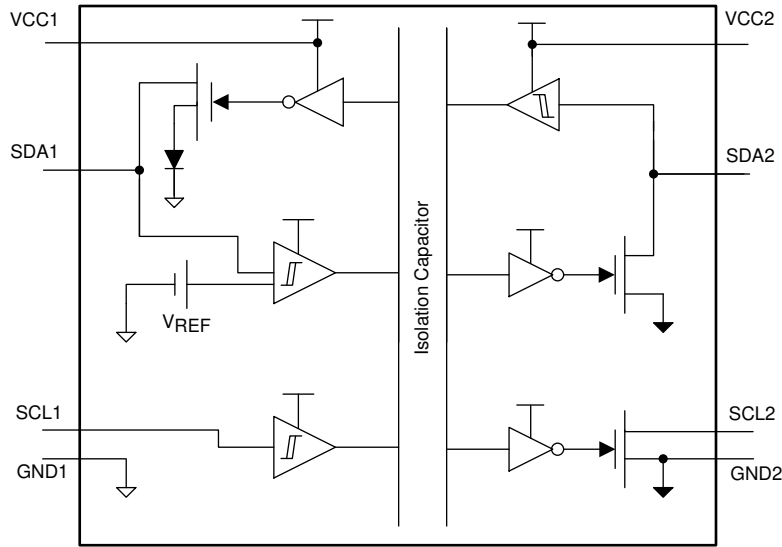 VCC1
VCC2
SDA1
SDA2
Isolation Capacitor
VREF
SCL1
SCL2
GND1
GND2